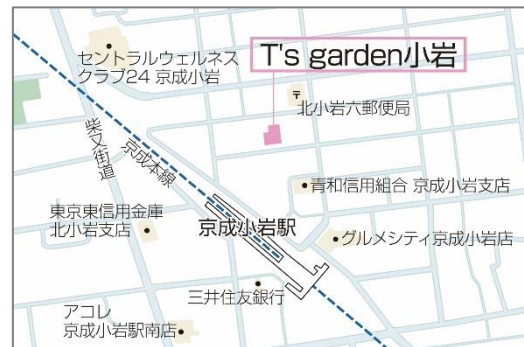 セントラルウェルネス
クラブ24 京成小岩
T's garden小岩
〒
北小岩六郵便局
柴又街道
京成本線
青和信用組合 京成小岩支店
東京東信用金庫
北小岩支店
京成小岩駅
グルメシティ京成小岩店
三井住友銀行
アコレ
京成小岩駅南店